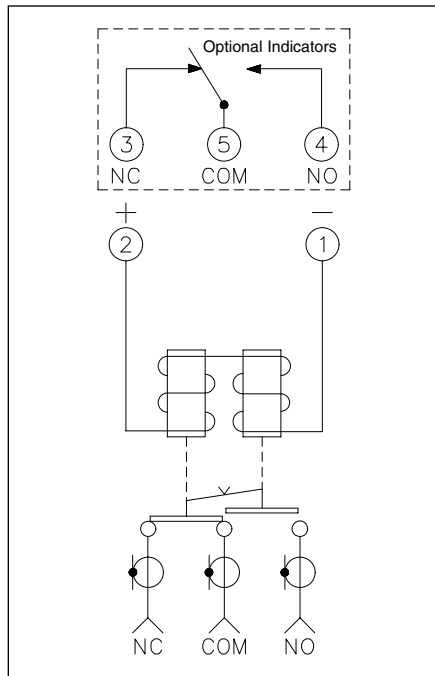 Optional Indicators
3 5 4
NC COM NO
+ −
2 1
NC COM NO